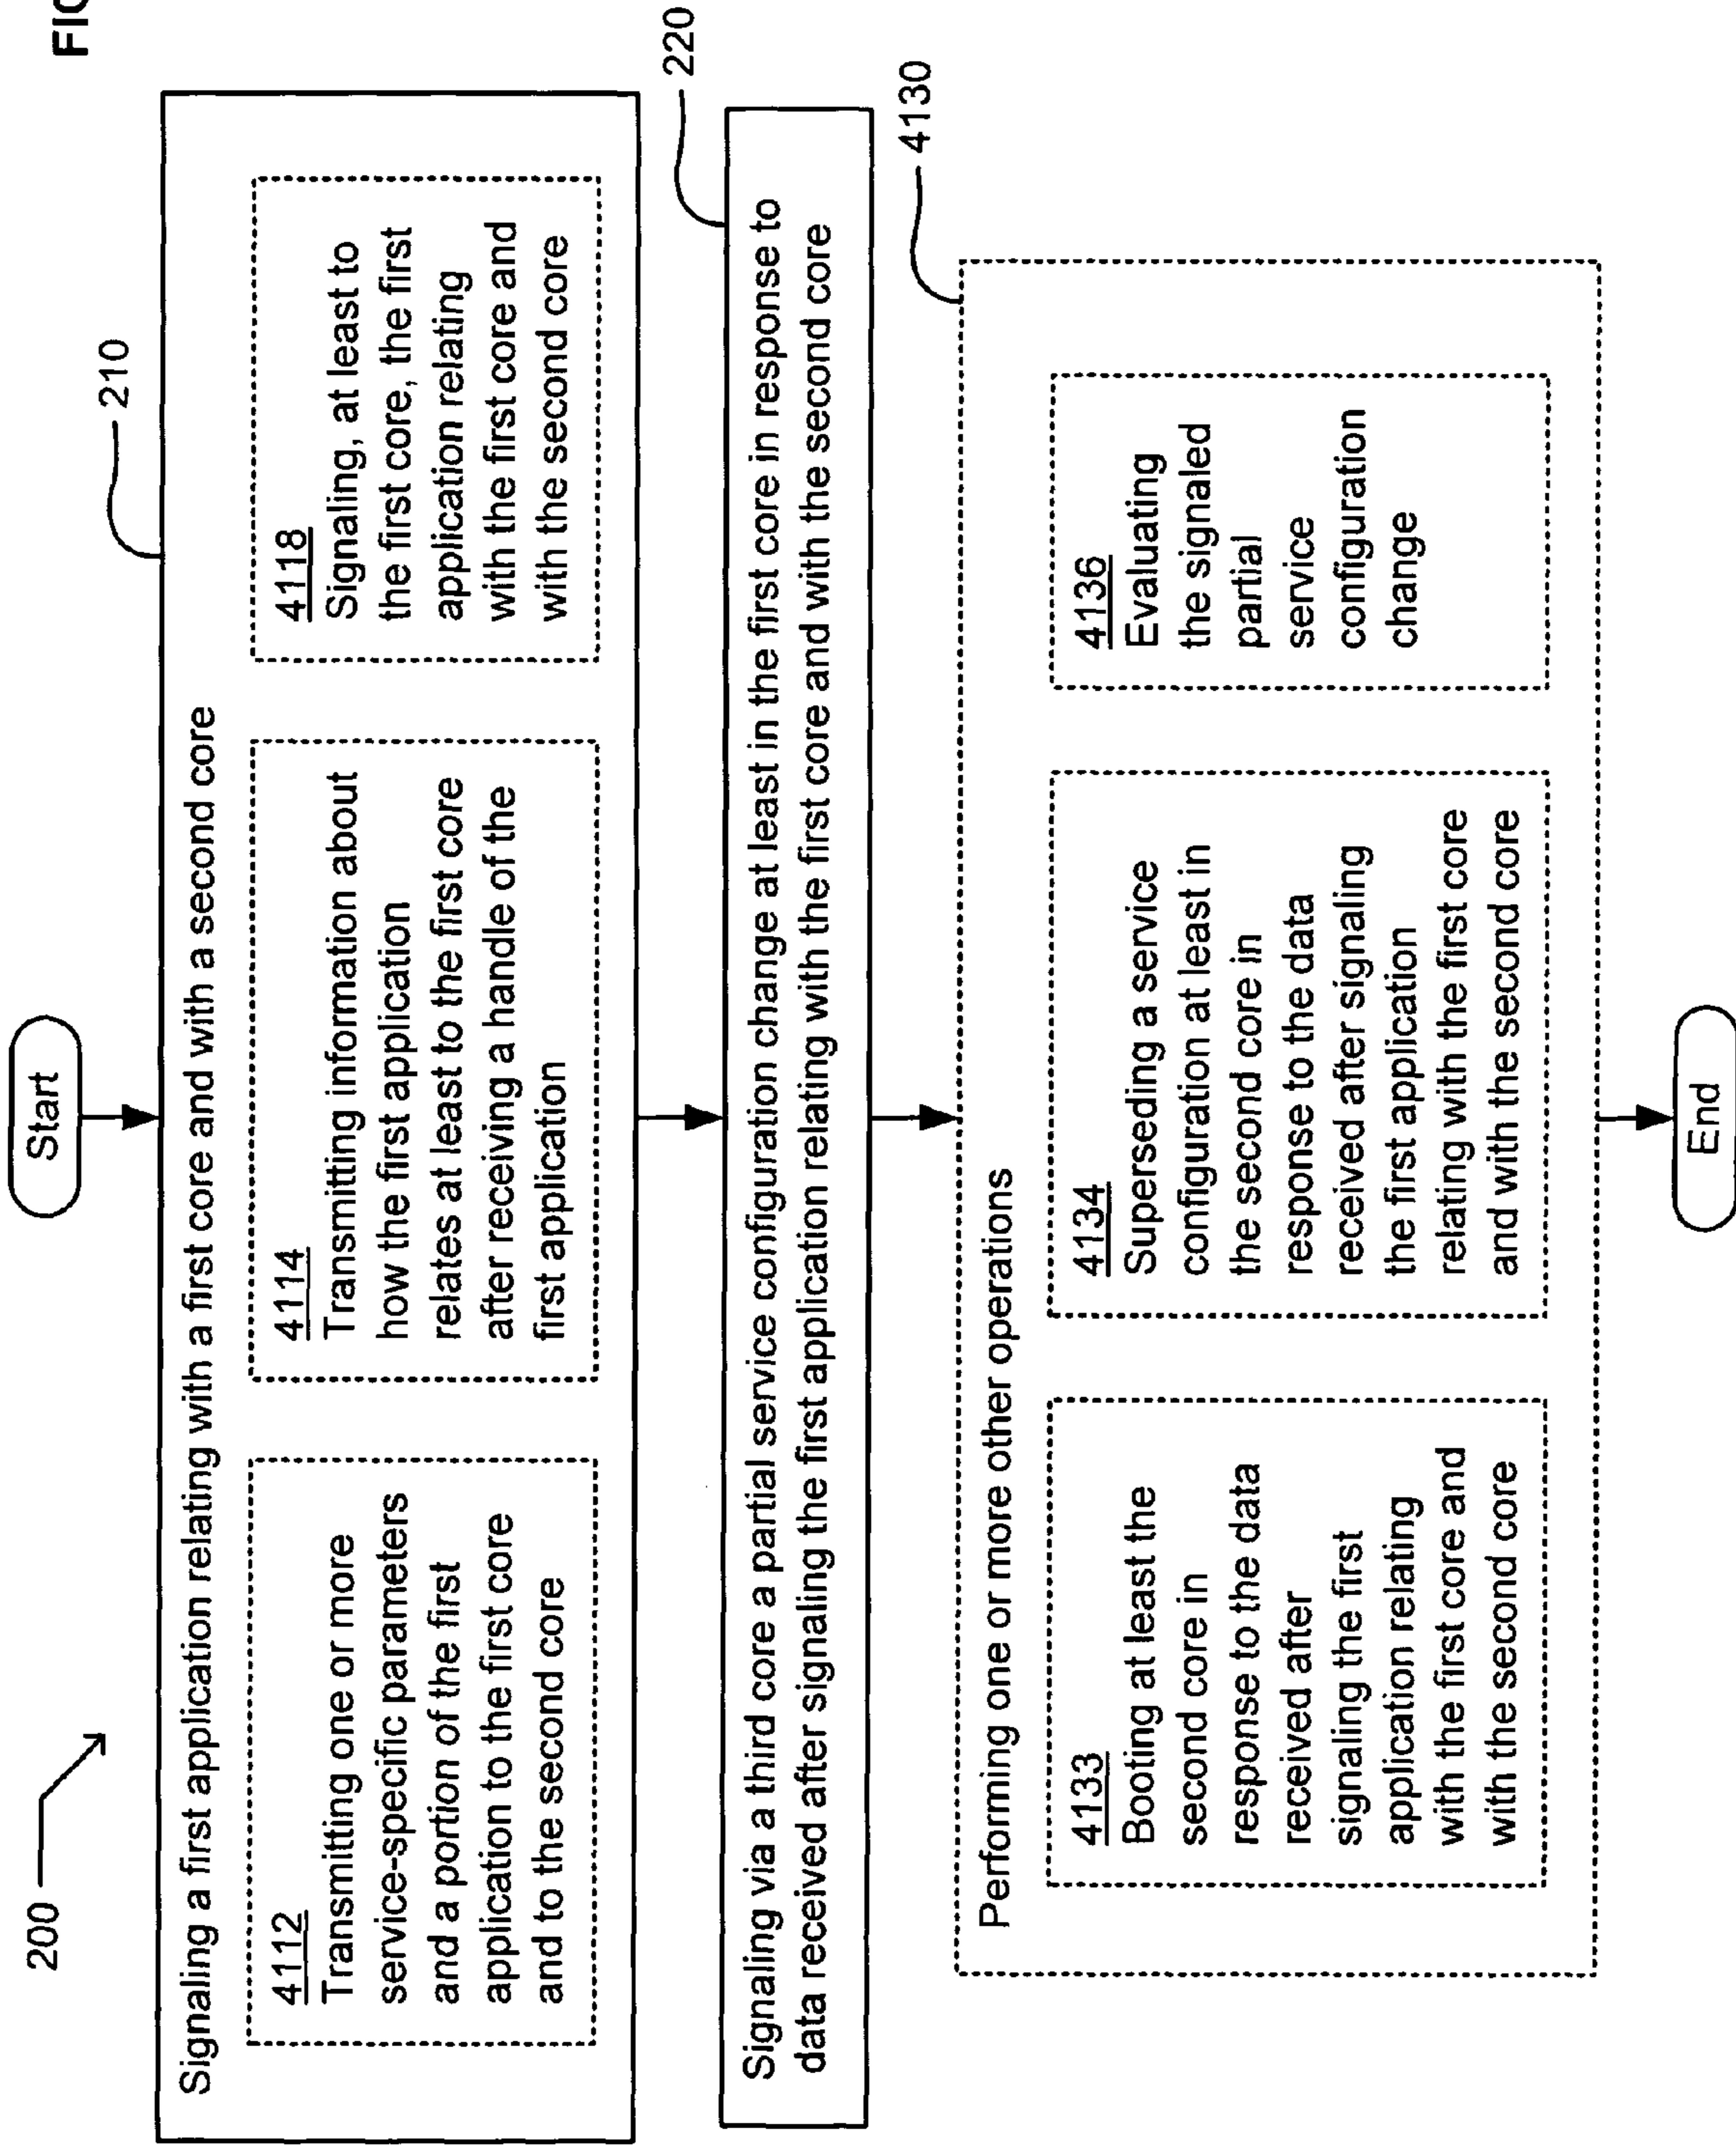 FIG
200
Start
210
Signaling a first application relating with a first core and with a second core
4112
Transmitting one or more
service-specific parameters
and a portion of the first
application to the first core
and to the second core
4114
Transmitting information about
how the first application
relates at least to the first core
after receiving a handle of the
first application
4118
Signaling, at least to
the first core, the first
application relating
with the first core and
with the second core
220
Signaling via a third core a partial service configuration change at least in the first core in response to
data received after signaling the first application relating with the first core and with the second core
4130
Performing one or more other operations
4133
Booting at least the
second core in
response to the data
received after
signaling the first
application relating
with the first core and
with the second core
4134
Superseding a service
configuration at least in
the second core in
response to the data
received after signaling
the first application
relating with the first core
and with the second core
4136
Evaluating
the signaled
partial
service
configuration
change
End